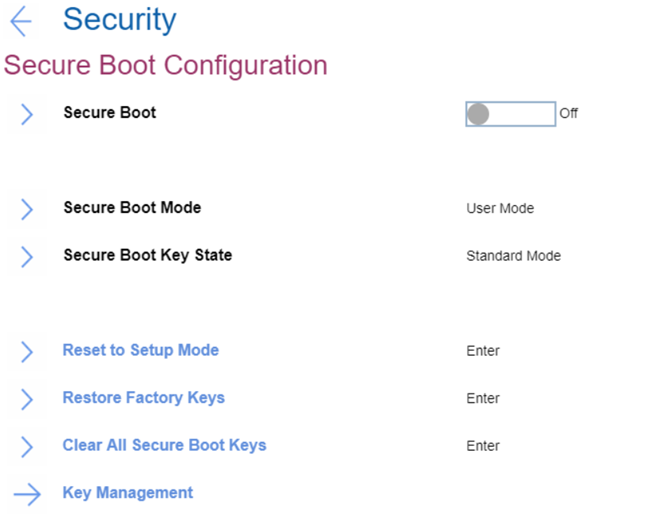 Security
Secure Boot Configuration
Secure Boot Off
Secure Boot Mode User Mode
Secure Boot Key State Standard Mode
Reset to Setup Mode Enter
Restore Factory Keys Enter
Clear All Secure Boot Keys Enter
Key Management